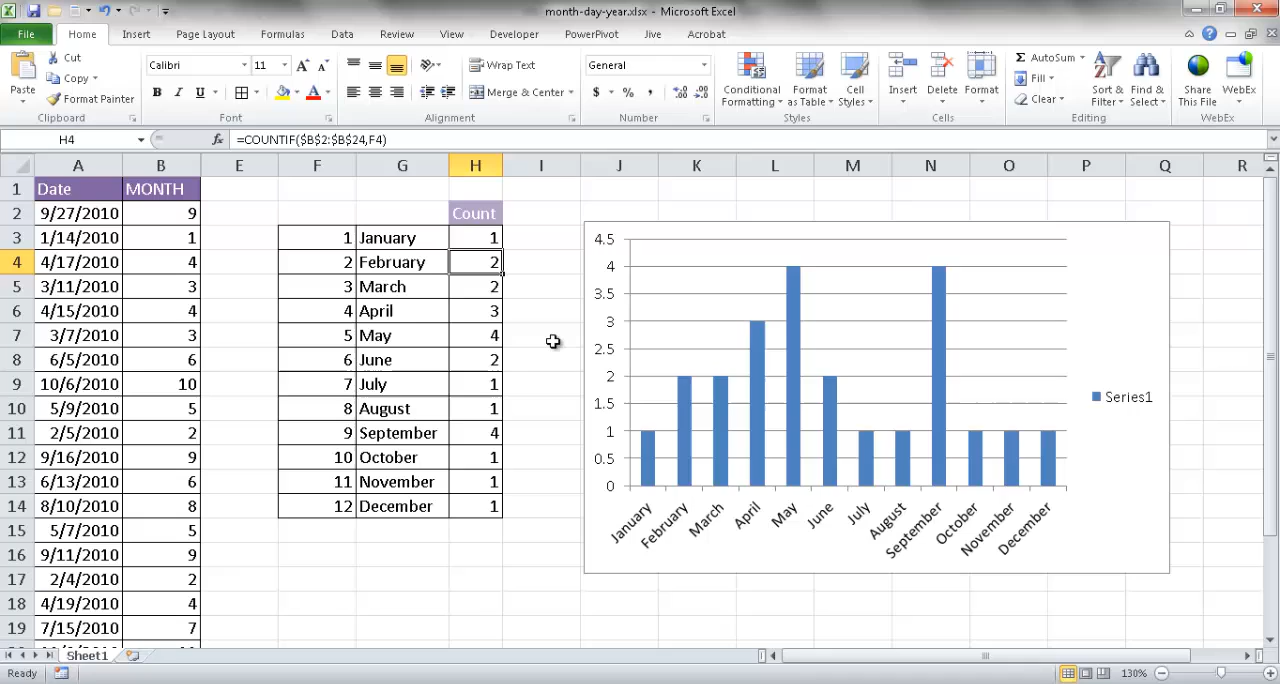 month-day-year.xlsx - Microsoft Excel
File Home Insert Page Layout Formulas Data Review View Developer PowerPivot Jive Acrobat
Paste Cut Copy Format Painter Clipboard
Calibri 11 A A B I U A Font
Wrap Text Merge & Center Alignment
General $ % , .0 .00 .00 .0 Number
Conditional Formatting Format as Table Cell Styles Styles
Insert Delete Format Cells
Σ AutoSum Fill Clear Sort & Filter Find & Select Editing
Share This File WebEx WebEx
H4 fx =COUNTIF($B$2:$B$24,F4)
A B E F G H I J K L M N O P Q R
1 Date MONTH
2 9/27/2010 9 Count
3 1/14/2010 1 1 January 1
4 4/17/2010 4 2 February 2
5 3/11/2010 3 3 March 2
6 4/15/2010 4 4 April 3
7 3/7/2010 3 5 May 4
8 6/5/2010 6 6 June 2
9 10/6/2010 10 7 July 1
10 5/9/2010 5 8 August 1
11 2/5/2010 2 9 September 4
12 9/16/2010 9 10 October 1
13 6/13/2010 6 11 November 1
14 8/10/2010 8 12 December 1
15 5/7/2010 5
16 9/11/2010 9
17 2/4/2010 2
18 4/19/2010 4
19 7/15/2010 7
4.5
4
3.5
3
2.5
2
1.5
1
0.5
0
January February March April May June July August September October November December
Series1
Sheet1
Ready 130%